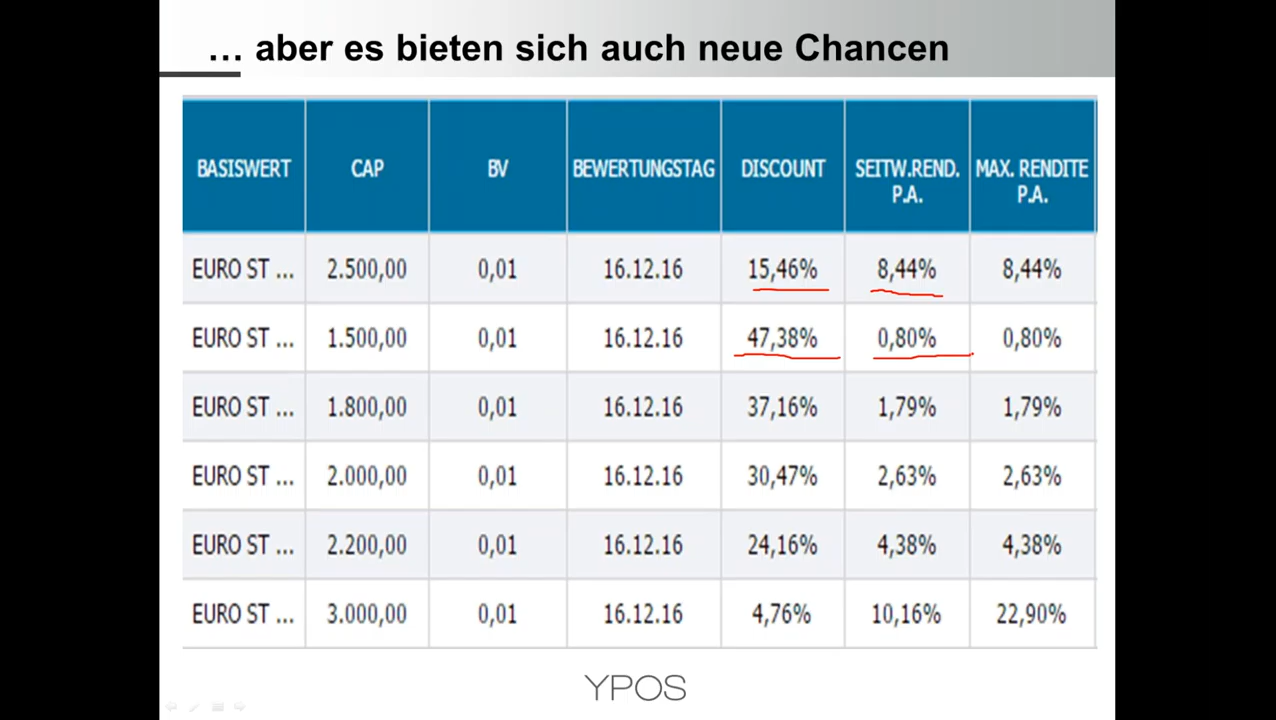 ... aber es bieten sich auch neue Chancen
BASISWERT CAP BV BEWERTUNGSTAG DISCOUNT SEITW.REND. P.A. MAX. RENDITE P.A.
EURO ST ... 2.500,00 0,01 16.12.16 15,46% 8,44% 8,44%
EURO ST ... 1.500,00 0,01 16.12.16 47,38% 0,80% 0,80%
EURO ST ... 1.800,00 0,01 16.12.16 37,16% 1,79% 1,79%
EURO ST ... 2.000,00 0,01 16.12.16 30,47% 2,63% 2,63%
EURO ST ... 2.200,00 0,01 16.12.16 24,16% 4,38% 4,38%
EURO ST ... 3.000,00 0,01 16.12.16 4,76% 10,16% 22,90%
YPOS